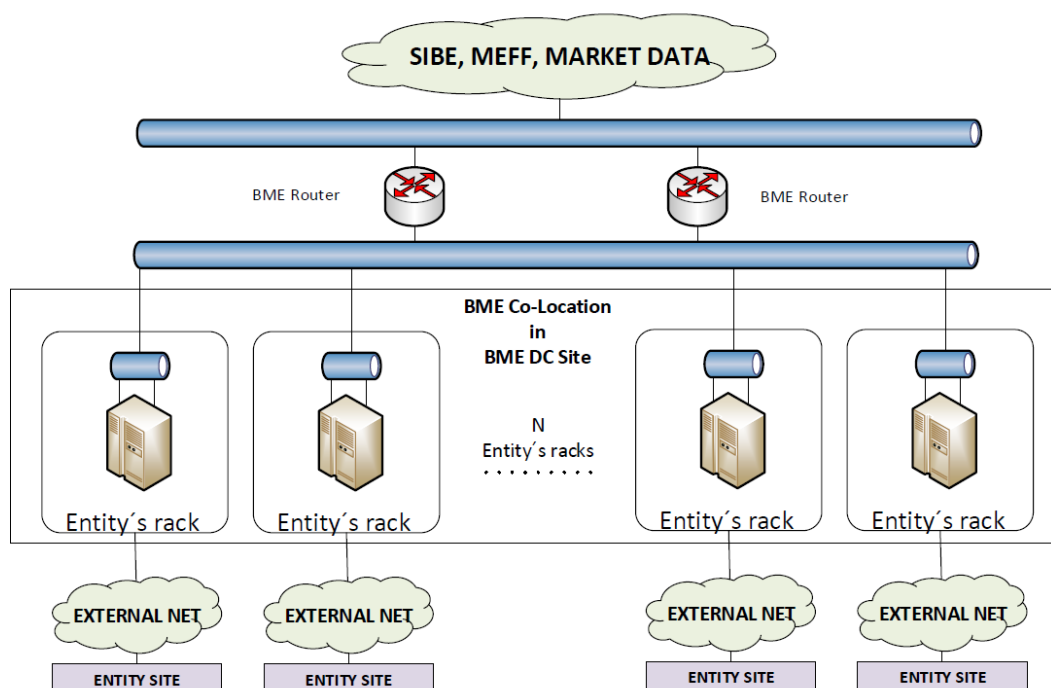 SIBE, MEFF, MARKET DATA
BME Router
BME Router
BME Co-Location
in
BME DC Site
N
Entity´s racks
Entity´s rack
Entity´s rack
Entity´s rack
Entity´s rack
EXTERNAL NET
EXTERNAL NET
EXTERNAL NET
EXTERNAL NET
ENTITY SITE
ENTITY SITE
ENTITY SITE
ENTITY SITE